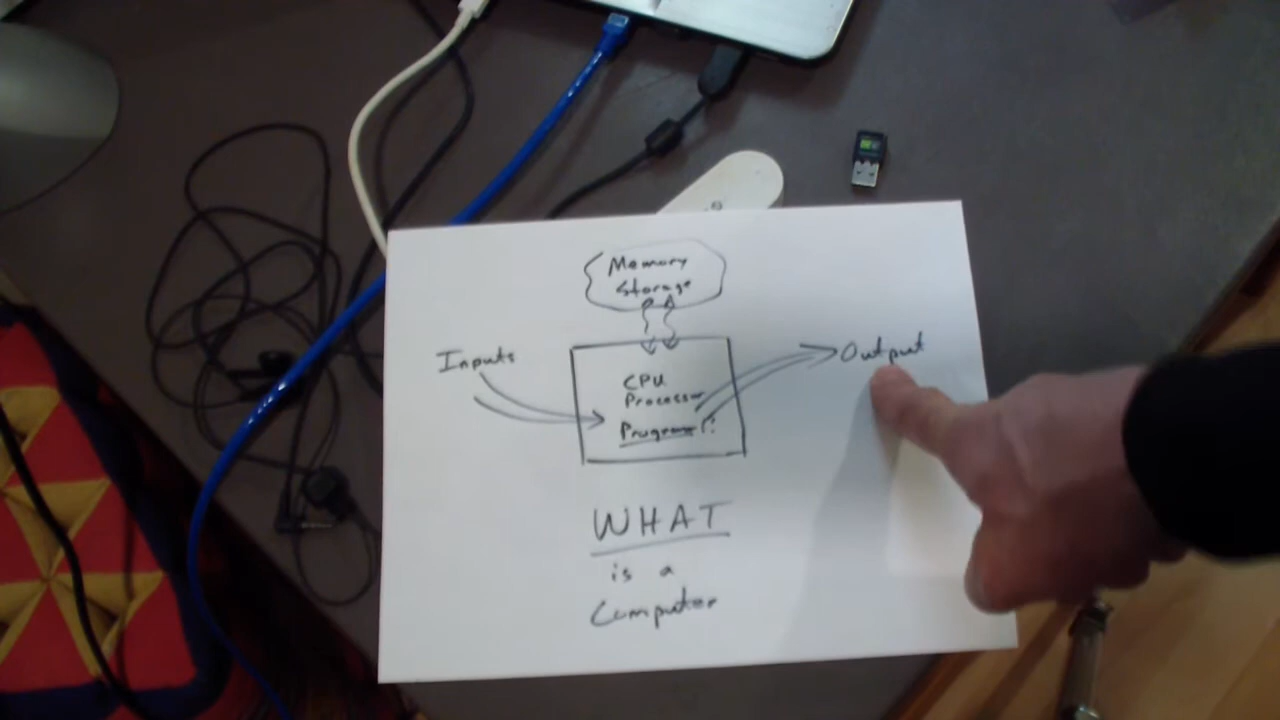 Memory
Storage
Inputs
Output
CPU
Processor
Program
WHAT
is a
Computer